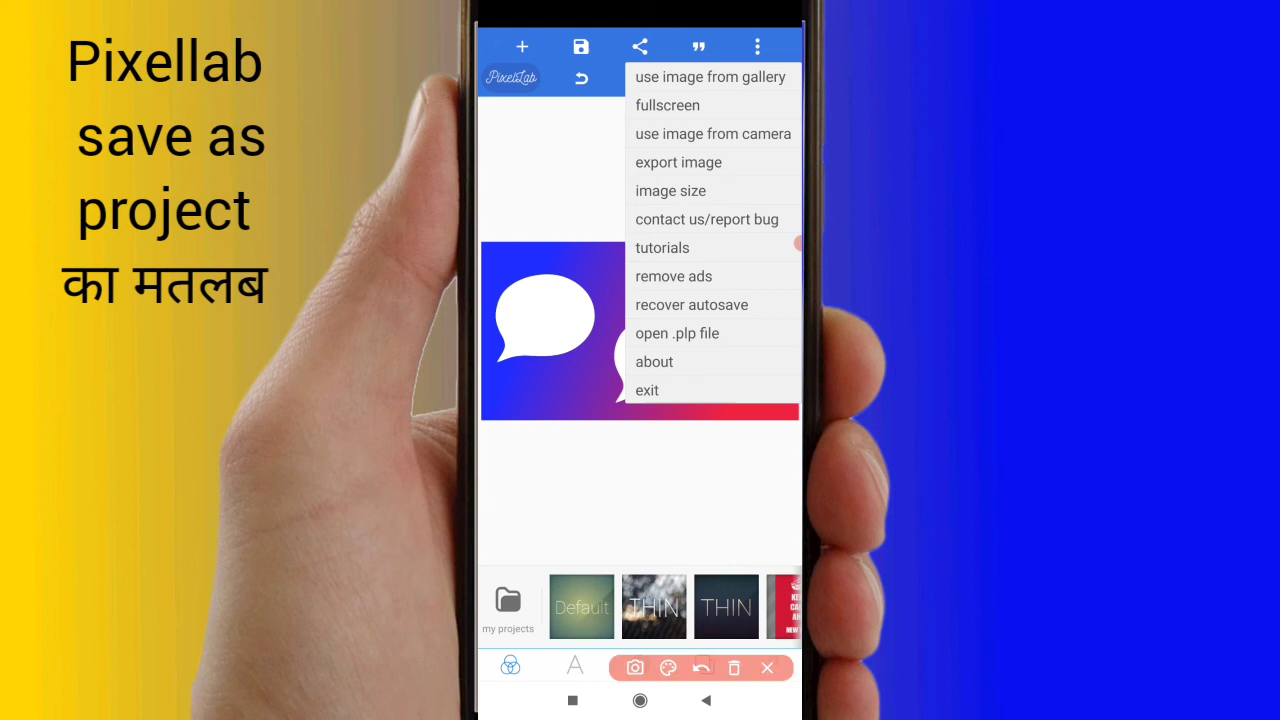 Pixellab
save as
project
का मतलब
PixelLab
use image from gallery
fullscreen
use image from camera
export image
image size
contact us/report bug
tutorials
remove ads
recover autosave
open .plp file
about
exit
my projects
Default
THIN
THIN
A